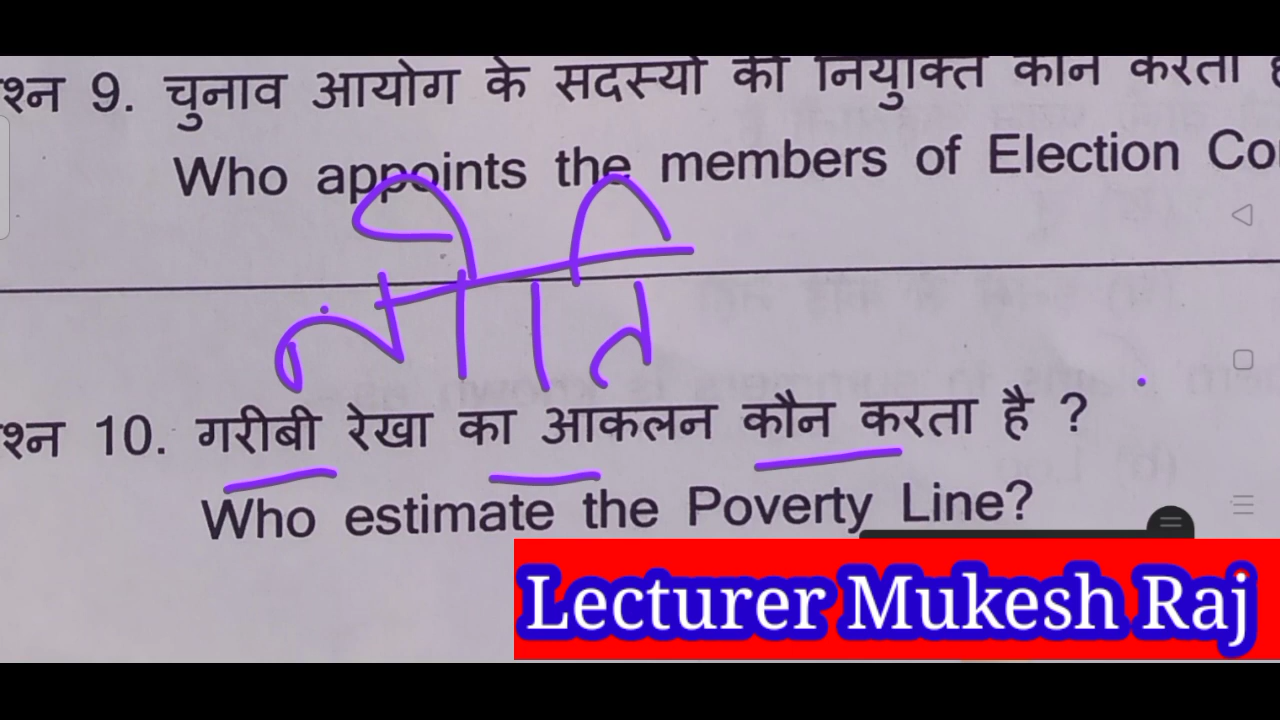 श्न 9. चुनाव आयोग के सदस्यों की नियुक्ति कौन करता
Who appoints the members of Election Co
नीति
श्न 10. गरीबी रेखा का आकलन कौन करता है ?
Who estimate the Poverty Line?
Lecturer Mukesh Raj